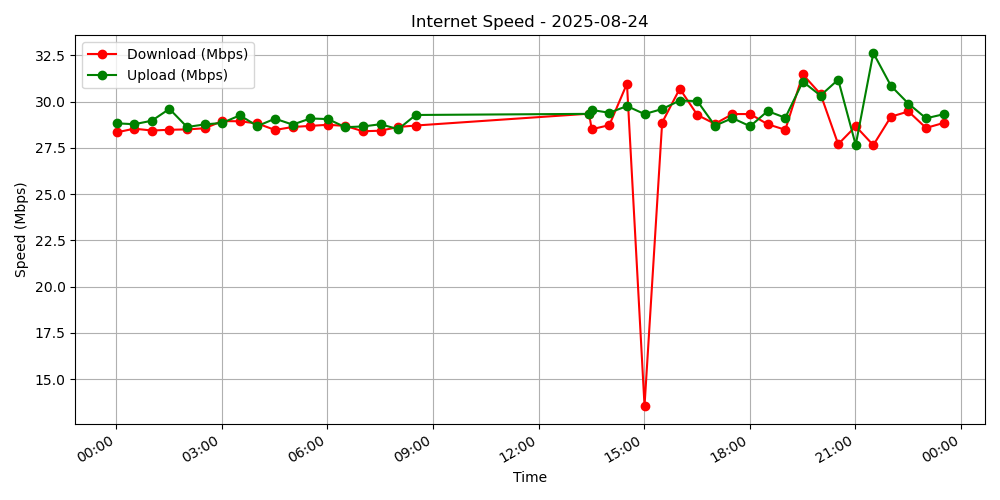 Internet Speed - 2025-08-24
Download (Mbps)
Upload (Mbps)
32.5
30.0
27.5
25.0
22.5
20.0
17.5
15.0
Speed (Mbps)
00:00 03:00 06:00 09:00 12:00 15:00 18:00 21:00 00:00
Time